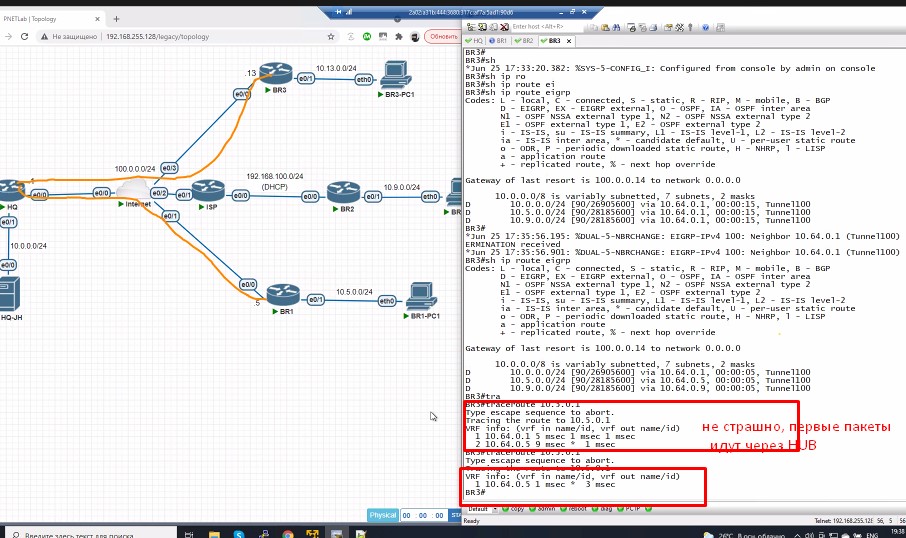 PNETLab | Topology
2a02:a31b:444:3680:317c:af7a:5ad1:90d6
Не защищено | 192.168.255.128/legacy/topology
Обновить
Enter host <Alt+R>
HQ
BR1
BR2
BR3
.13
BR3
e0/0
e0/1
10.13.0.0/24
eth0
BR3-PC1
100.0.0.0/24
e0/3
HQ
e0/0
e0/0
Internet
e0/2
e0/1
ISP
e0/0
192.168.100.0/24
(DHCP)
e0/0
BR2
e0/1
10.9.0.0/24
eth0
e0/1
e0/1
10.0.0.0/24
e0/0
HQ-JH
e0/0
.5
BR1
e0/1
10.5.0.0/24
eth0
BR1-PC1
BR3#
BR3#sh
*Jun 25 17:33:20.382: %SYS-5-CONFIG_I: Configured from console by admin on console
BR3#sh ip ro
BR3#sh ip route ei
BR3#sh ip route eigrp
Codes: L - local, C - connected, S - static, R - RIP, M - mobile, B - BGP
D - EIGRP, EX - EIGRP external, O - OSPF, IA - OSPF inter area
N1 - OSPF NSSA external type 1, N2 - OSPF NSSA external type 2
E1 - OSPF external type 1, E2 - OSPF external type 2
i - IS-IS, su - IS-IS summary, L1 - IS-IS level-1, L2 - IS-IS level-2
ia - IS-IS inter area, * - candidate default, U - per-user static route
o - ODR, P - periodic downloaded static route, H - NHRP, l - LISP
a - application route
+ - replicated route, % - next hop override
Gateway of last resort is 100.0.0.14 to network 0.0.0.0
10.0.0.0/8 is variably subnetted, 7 subnets, 2 masks
D 10.0.0.0/24 [90/26905600] via 10.64.0.1, 00:00:15, Tunnel100
D 10.5.0.0/24 [90/28185600] via 10.64.0.1, 00:00:15, Tunnel100
D 10.9.0.0/24 [90/28185600] via 10.64.0.1, 00:00:15, Tunnel100
BR3#
*Jun 25 17:35:56.195: %DUAL-5-NBRCHANGE: EIGRP-IPv4 100: Neighbor 10.64.0.1 (Tunnel100)
ERMINATION received
*Jun 25 17:35:56.901: %DUAL-5-NBRCHANGE: EIGRP-IPv4 100: Neighbor 10.64.0.1 (Tunnel100)
BR3#sh ip route eigrp
Codes: L - local, C - connected, S - static, R - RIP, M - mobile, B - BGP
D - EIGRP, EX - EIGRP external, O - OSPF, IA - OSPF inter area
N1 - OSPF NSSA external type 1, N2 - OSPF NSSA external type 2
E1 - OSPF external type 1, E2 - OSPF external type 2
i - IS-IS, su - IS-IS summary, L1 - IS-IS level-1, L2 - IS-IS level-2
ia - IS-IS inter area, * - candidate default, U - per-user static route
o - ODR, P - periodic downloaded static route, H - NHRP, l - LISP
a - application route
+ - replicated route, % - next hop override
Gateway of last resort is 100.0.0.14 to network 0.0.0.0
10.0.0.0/8 is variably subnetted, 7 subnets, 2 masks
D 10.0.0.0/24 [90/26905600] via 10.64.0.1, 00:00:05, Tunnel100
D 10.5.0.0/24 [90/28185600] via 10.64.0.5, 00:00:05, Tunnel100
D 10.9.0.0/24 [90/28185600] via 10.64.0.9, 00:00:05, Tunnel100
BR3#tra
BR3#traceroute 10.5.0.1
Type escape sequence to abort.
Tracing the route to 10.5.0.1
VRF info: (vrf in name/id, vrf out name/id)
1 10.64.0.1 5 msec 1 msec 1 msec
2 10.64.0.5 9 msec * 1 msec
BR3#traceroute 10.5.0.1
Type escape sequence to abort.
Tracing the route to 10.5.0.1
VRF info: (vrf in name/id, vrf out name/id)
1 10.64.0.5 1 msec * 3 msec
BR3#
не страшно, первые пакеты
идут через HUB
Physical
00 : 00 : 00
Default
copy
admin
reboot
diag
PCTP
Ready
Telnet: 192.168.255.128
56, 5
Введите здесь текст для поиска
26°C
В осн. облачно
ENG
19:38